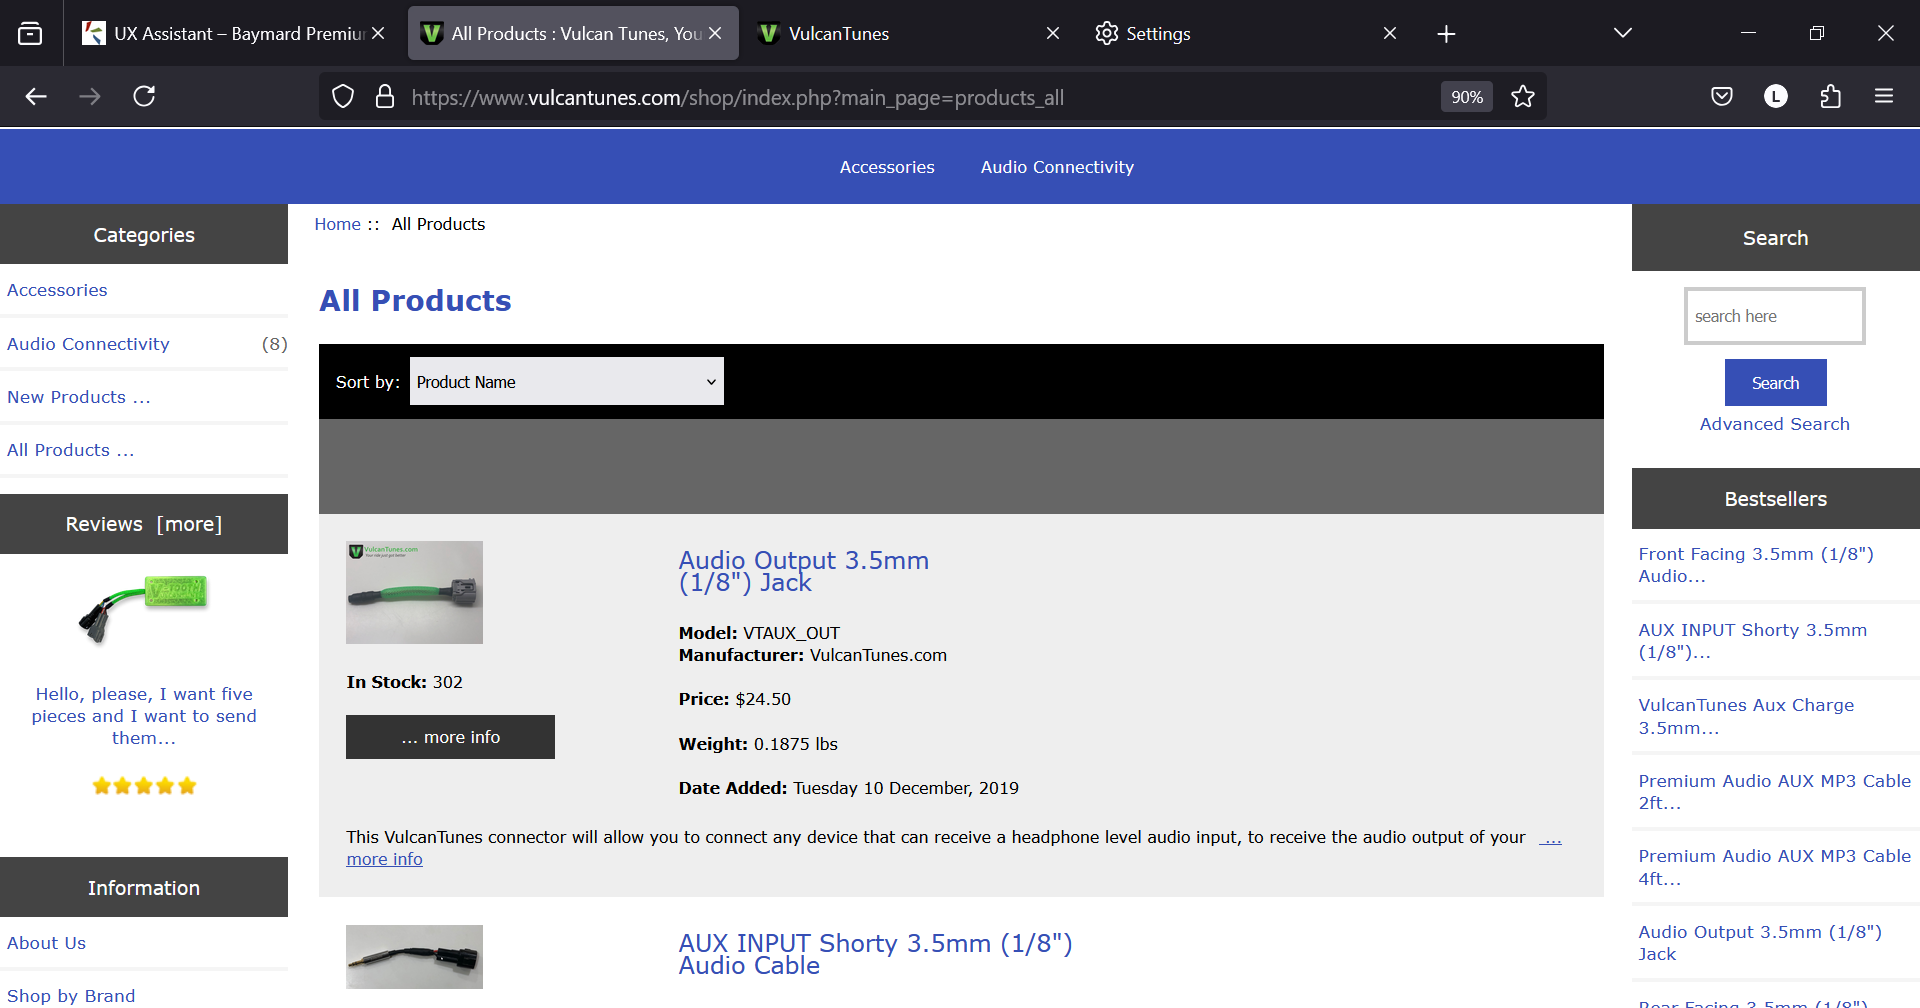 UX Assistant – Baymard Premiu
All Products : Vulcan Tunes, You
VulcanTunes
Settings
https://www.vulcantunes.com/shop/index.php?main_page=products_all
90%
L
Accessories
Audio Connectivity
Categories
Accessories
Audio Connectivity (8)
New Products ...
All Products ...
Reviews [more]
Hello, please, I want five
pieces and I want to send
them...
Information
About Us
Shop by Brand
Home :: All Products
All Products
Sort by: Product Name
VulcanTunes.com
Audio Output 3.5mm
(1/8") Jack
Model: VTAUX_OUT
Manufacturer: VulcanTunes.com
In Stock: 302
Price: $24.50
... more info
Weight: 0.1875 lbs
Date Added: Tuesday 10 December, 2019
This VulcanTunes connector will allow you to connect any device that can receive a headphone level audio input, to receive the audio output of your ...
more info
AUX INPUT Shorty 3.5mm (1/8")
Audio Cable
Search
search here
Search
Advanced Search
Bestsellers
Front Facing 3.5mm (1/8")
Audio...
AUX INPUT Shorty 3.5mm
(1/8")...
VulcanTunes Aux Charge
3.5mm...
Premium Audio AUX MP3 Cable
2ft...
Premium Audio AUX MP3 Cable
4ft...
Audio Output 3.5mm (1/8")
Jack
Rear Facing 3.5mm (1/8")